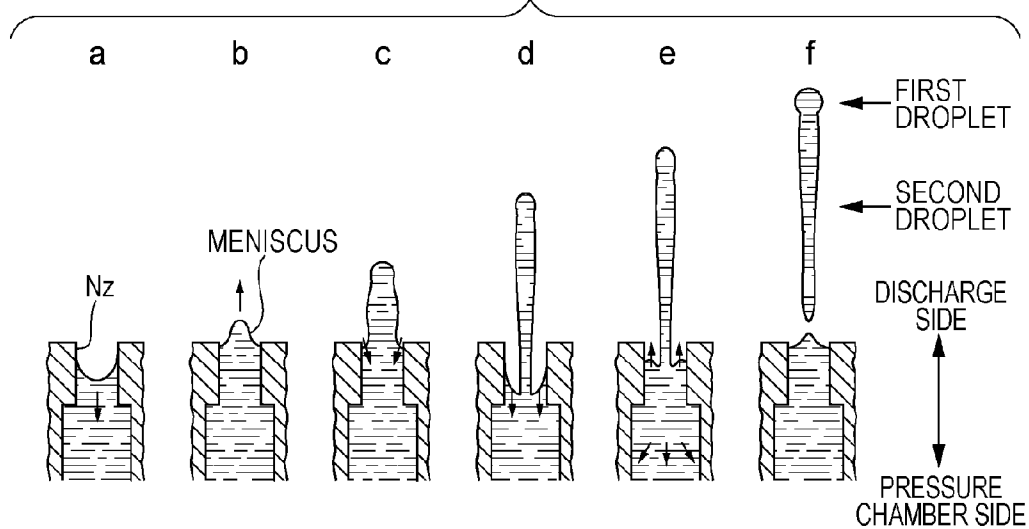 a b c d e f
FIRST
DROPLET
SECOND
DROPLET
MENISCUS
Nz
DISCHARGE
SIDE
PRESSURE
CHAMBER SIDE